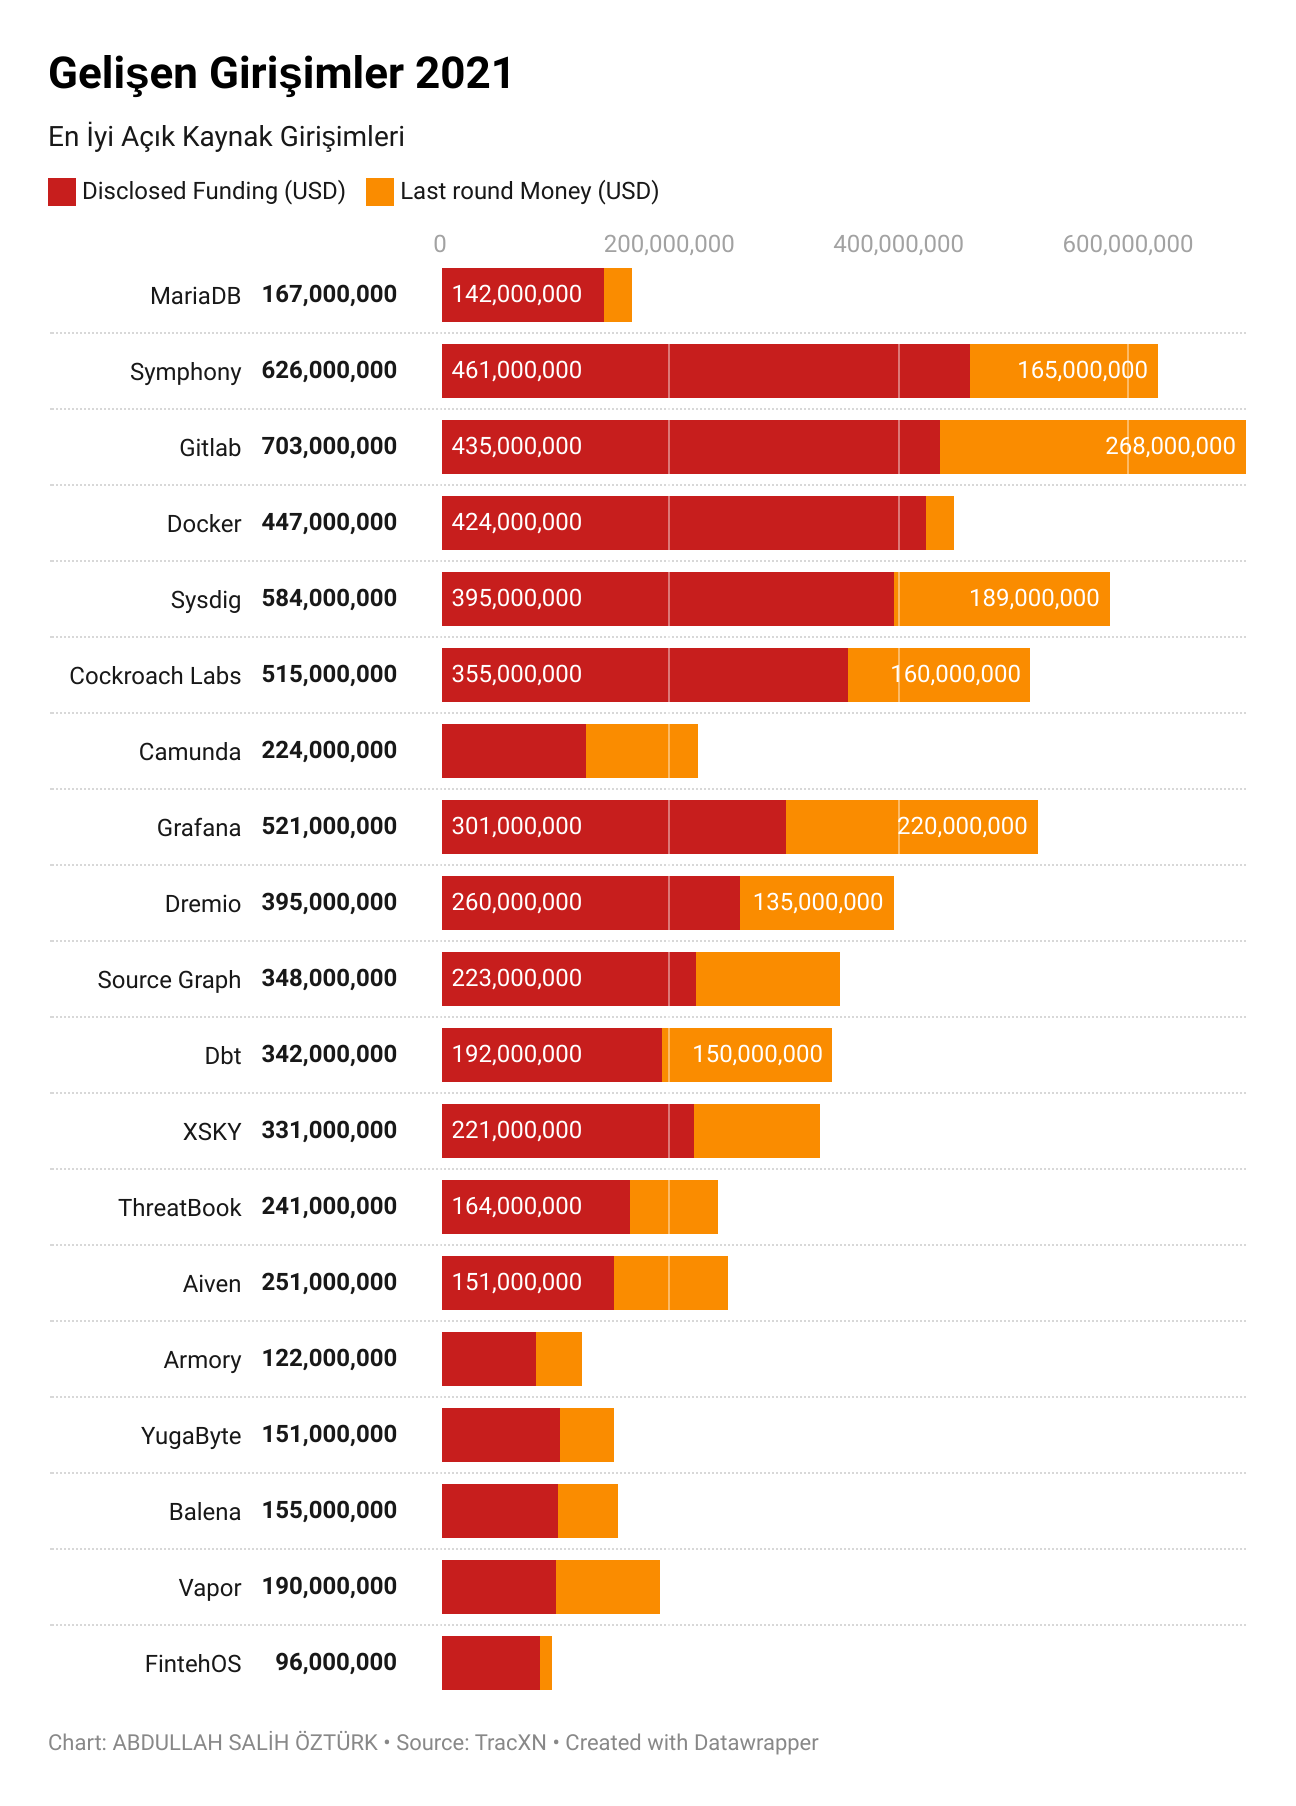 Gelişen Girişimler 2021
En İyi Açık Kaynak Girişimleri
Disclosed Funding (USD) Last round Money (USD)
0 200,000,000 400,000,000 600,000,000
MariaDB 167,000,000 142,000,000
Symphony 626,000,000 461,000,000 165,000,000
Gitlab 703,000,000 435,000,000 268,000,000
Docker 447,000,000 424,000,000
Sysdig 584,000,000 395,000,000 189,000,000
Cockroach Labs 515,000,000 355,000,000 160,000,000
Camunda 224,000,000
Grafana 521,000,000 301,000,000 220,000,000
Dremio 395,000,000 260,000,000 135,000,000
Source Graph 348,000,000 223,000,000
Dbt 342,000,000 192,000,000 150,000,000
XSKY 331,000,000 221,000,000
ThreatBook 241,000,000 164,000,000
Aiven 251,000,000 151,000,000
Armory 122,000,000
YugaByte 151,000,000
Balena 155,000,000
Vapor 190,000,000
FintehOS 96,000,000
Chart: ABDULLAH SALİH ÖZTÜRK • Source: TracXN • Created with Datawrapper